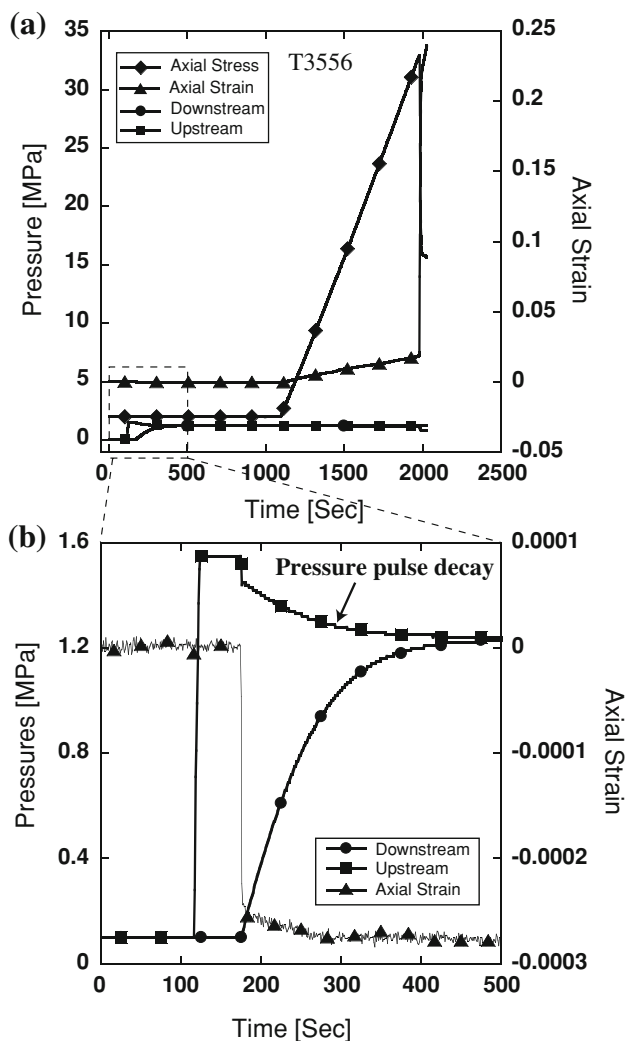 (a)
T3556
Axial Stress
Axial Strain
Downstream
Upstream
35
30
25
20
15
10
5
0
Pressure [MPa]
0.25
0.2
0.15
0.1
0.05
0
-0.05
Axial Strain
0 500 1000 1500 2000 2500
Time [Sec]
(b)
Pressure pulse decay
1.6
1.2
0.8
0.4
0
Pressures [MPa]
0.0001
0
-0.0001
-0.0002
-0.0003
Axial Strain
Downstream
Upstream
Axial Strain
0 100 200 300 400 500
Time [Sec]